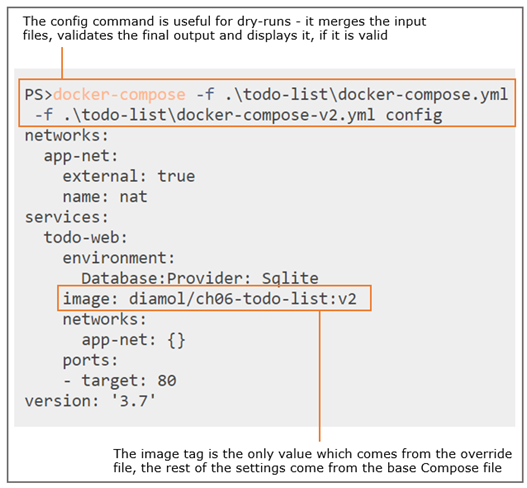 The config command is useful for dry-runs - it merges the input
files, validates the final output and displays it, if it is valid
PS>docker-compose -f .\todo-list\docker-compose.yml
-f .\todo-list\docker-compose-v2.yml config
networks:
  app-net:
    external: true
    name: nat
services:
  todo-web:
    environment:
      Database:Provider: Sqlite
    image: diamol/ch06-todo-list:v2
    networks:
      app-net: {}
    ports:
    - target: 80
version: '3.7'
The image tag is the only value which comes from the override
file, the rest of the settings come from the base Compose file